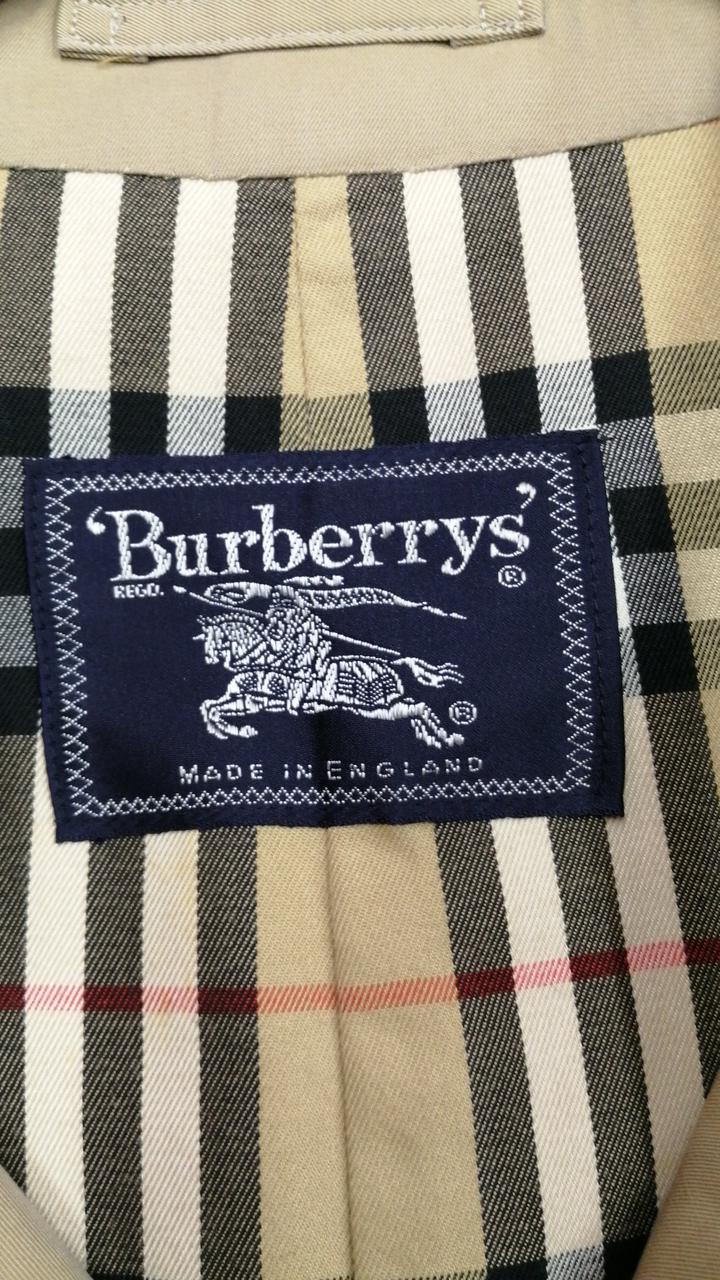 'Burberrys'
REGD. ®
®
MADE IN ENGLAND